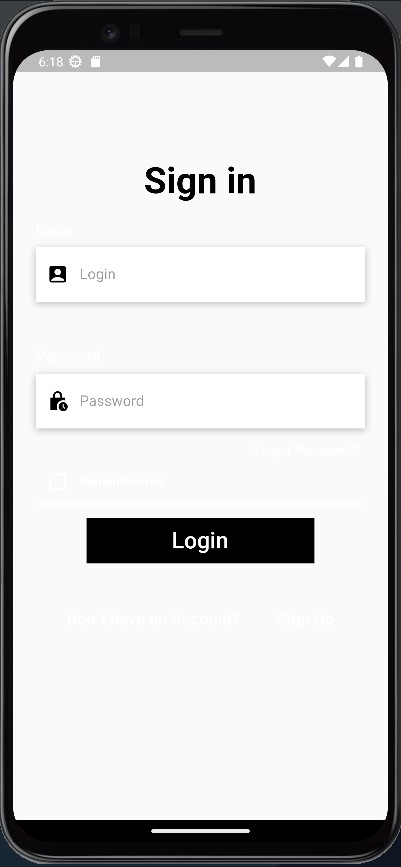 6:18
Sign in
Login
Login
Password
Password
Forgot Password?
Remember me
Login
Don't have an Account? Sign Up